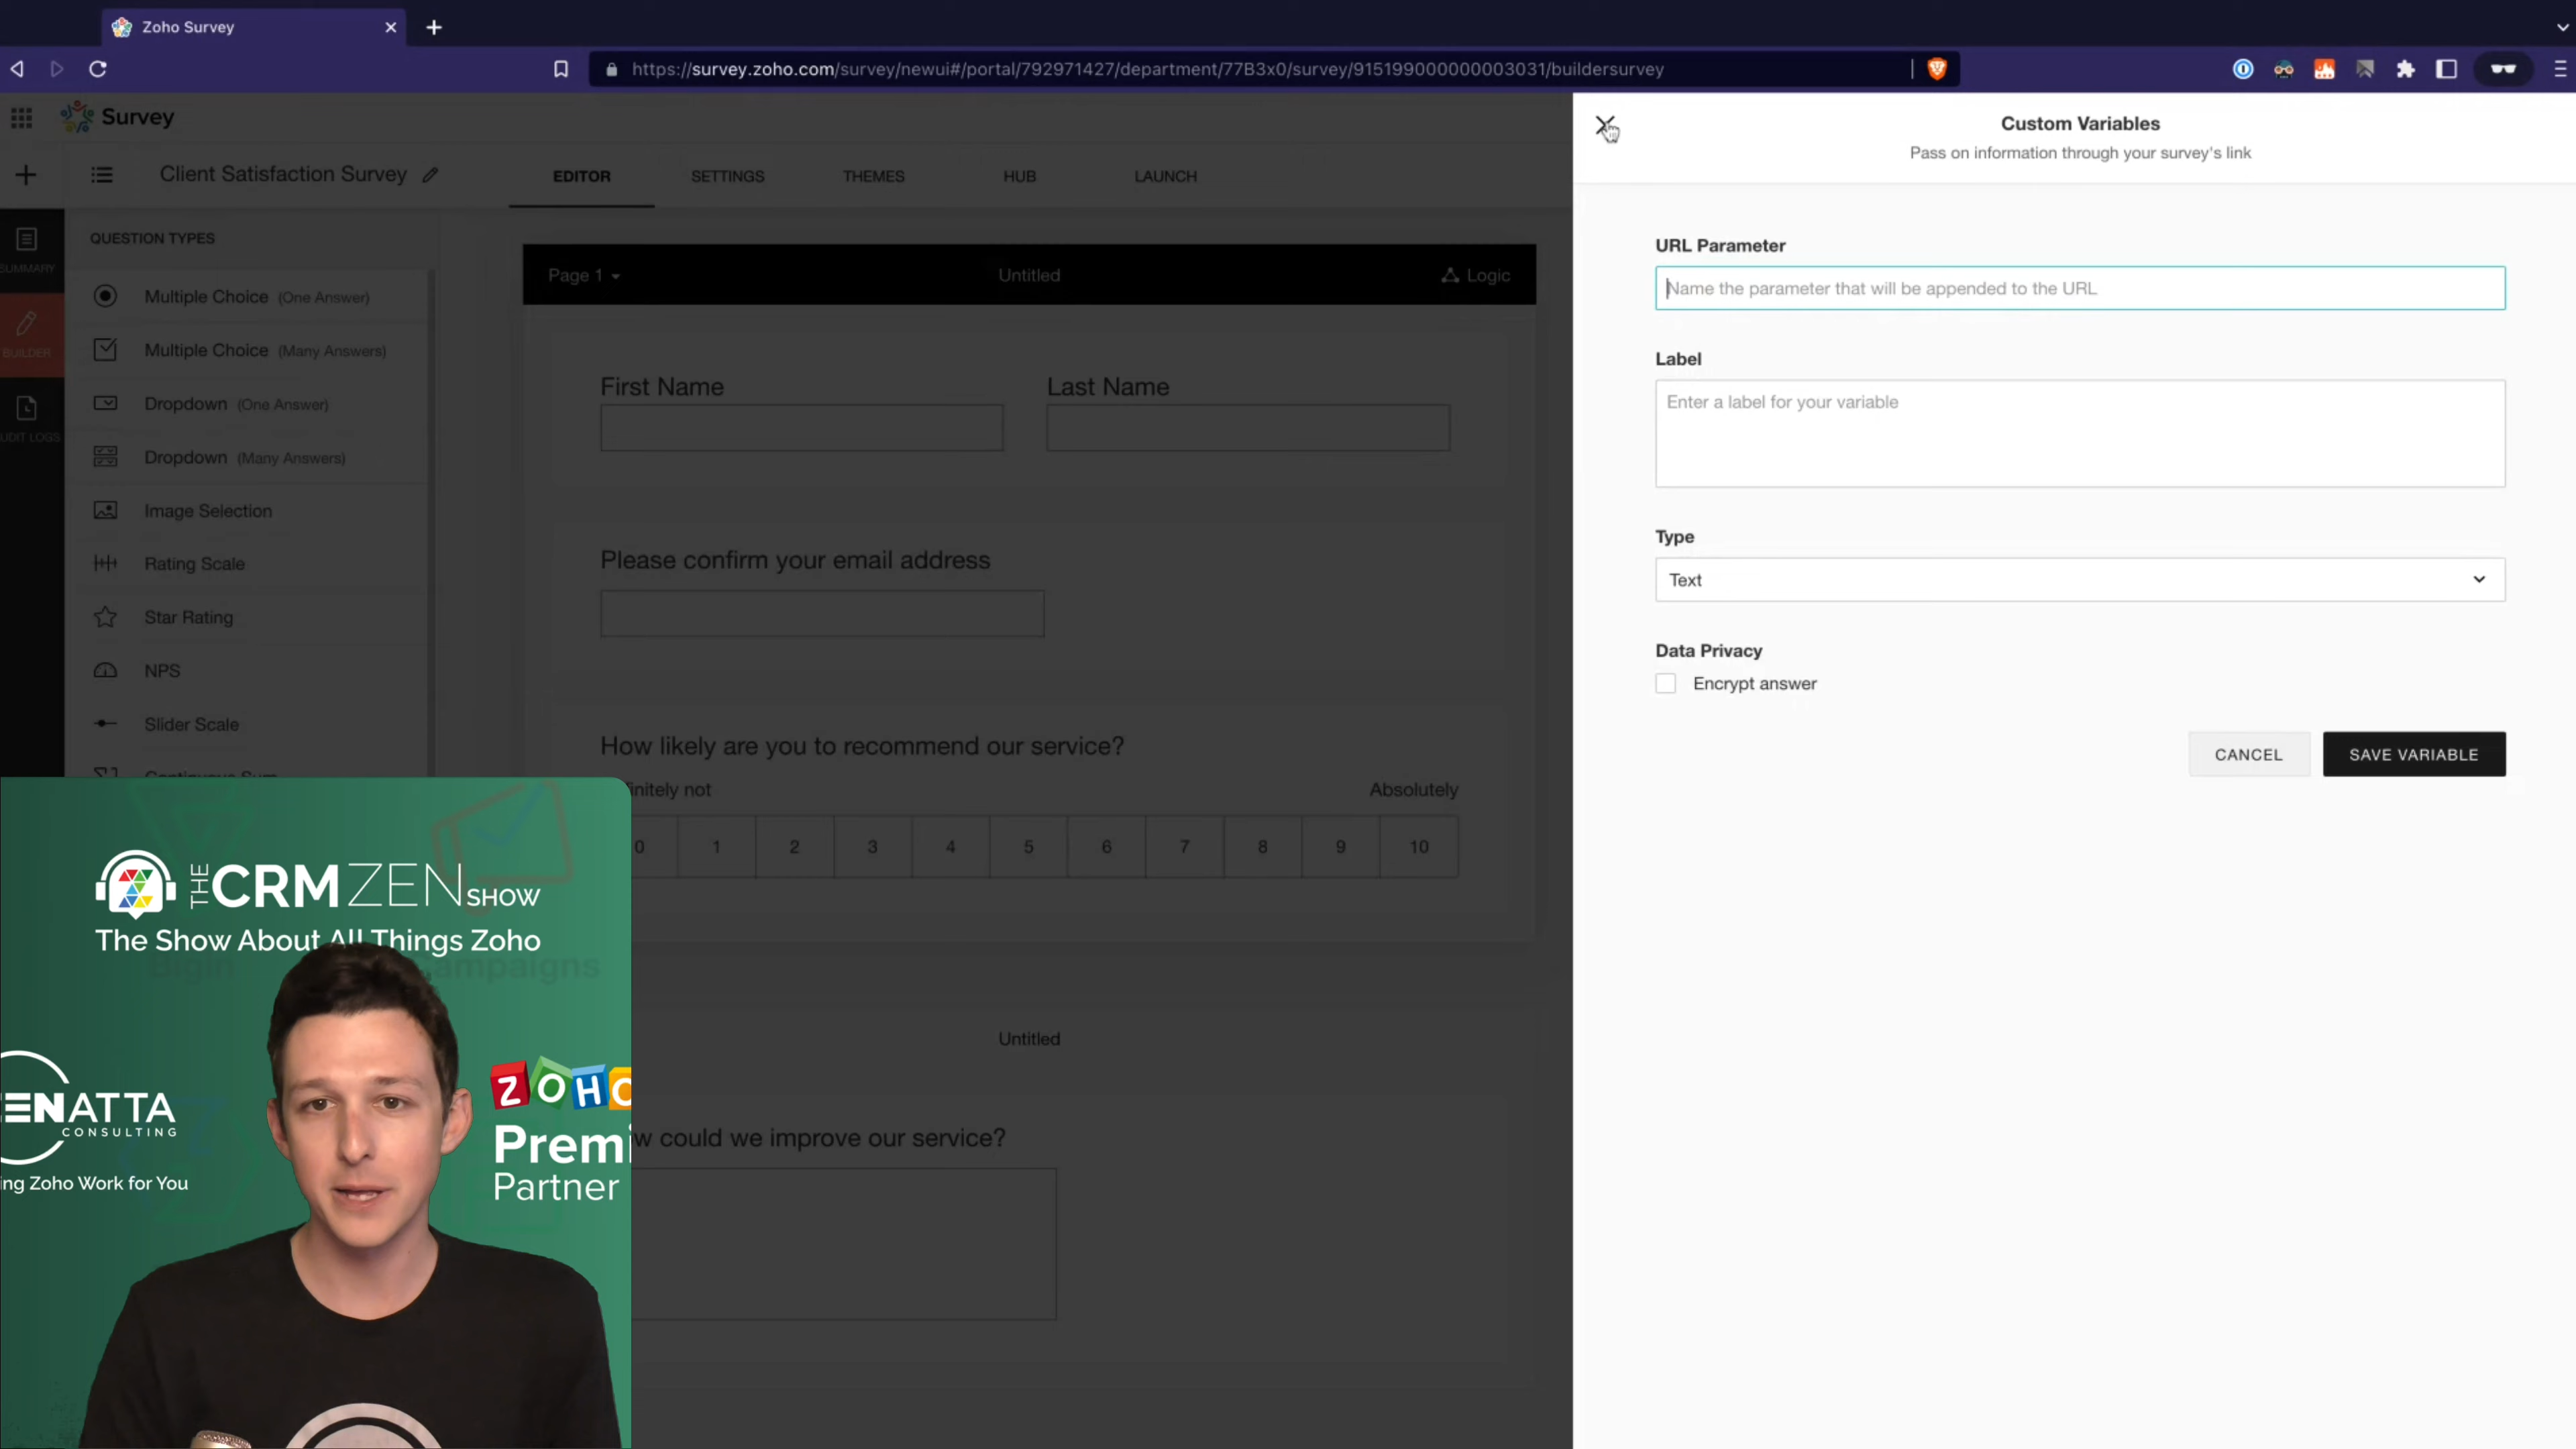 Zoho Survey
https://survey.zoho.com/survey/newui#/portal/792971427/department/77B3x0/survey/915199000000003031/buildersurvey
Survey
Client Satisfaction Survey
EDITOR
SETTINGS
THEMES
HUB
LAUNCH
SUMMARY
BUILDER
UDIT LOGS
QUESTION TYPES
Multiple Choice (One Answer)
Multiple Choice (Many Answers)
Dropdown (One Answer)
Dropdown (Many Answers)
Image Selection
Rating Scale
Star Rating
NPS
Slider Scale
Page 1
Untitled
Logic
First Name
Last Name
Please confirm your email address
How likely are you to recommend our service?
initely not
Absolutely
0 1 2 3 4 5 6 7 8 9 10
Untitled
w could we improve our service?
Custom Variables
Pass on information through your survey's link
URL Parameter
Name the parameter that will be appended to the URL
Label
Enter a label for your variable
Type
Text
Data Privacy
Encrypt answer
CANCEL
SAVE VARIABLE
THE CRM ZEN SHOW
The Show About All Things Zoho
Bigin
ampaigns
ENATTA
CONSULTING
ing Zoho Work for You
ZOHO
Premi
Partner